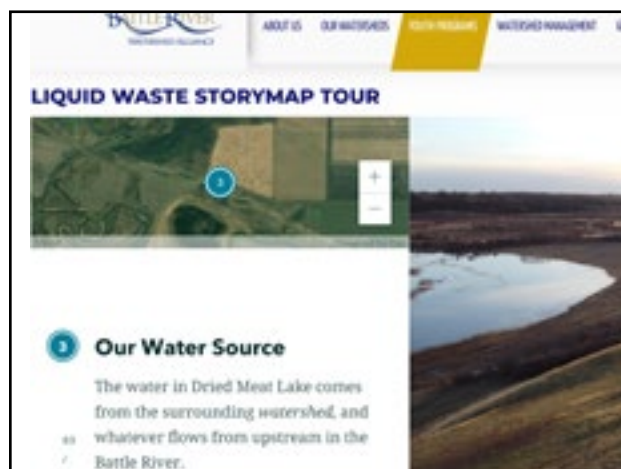 BATTLE RIVER
WATERSHED ALLIANCE
ABOUT US OUR WATERSHEDS YOUTH PROGRAMS WATERSHED MANAGEMENT
LIQUID WASTE STORYMAP TOUR
3
+
−
3 Our Water Source
The water in Dried Meat Lake comes
from the surrounding watershed, and
whatever flows from upstream in the
Battle River.